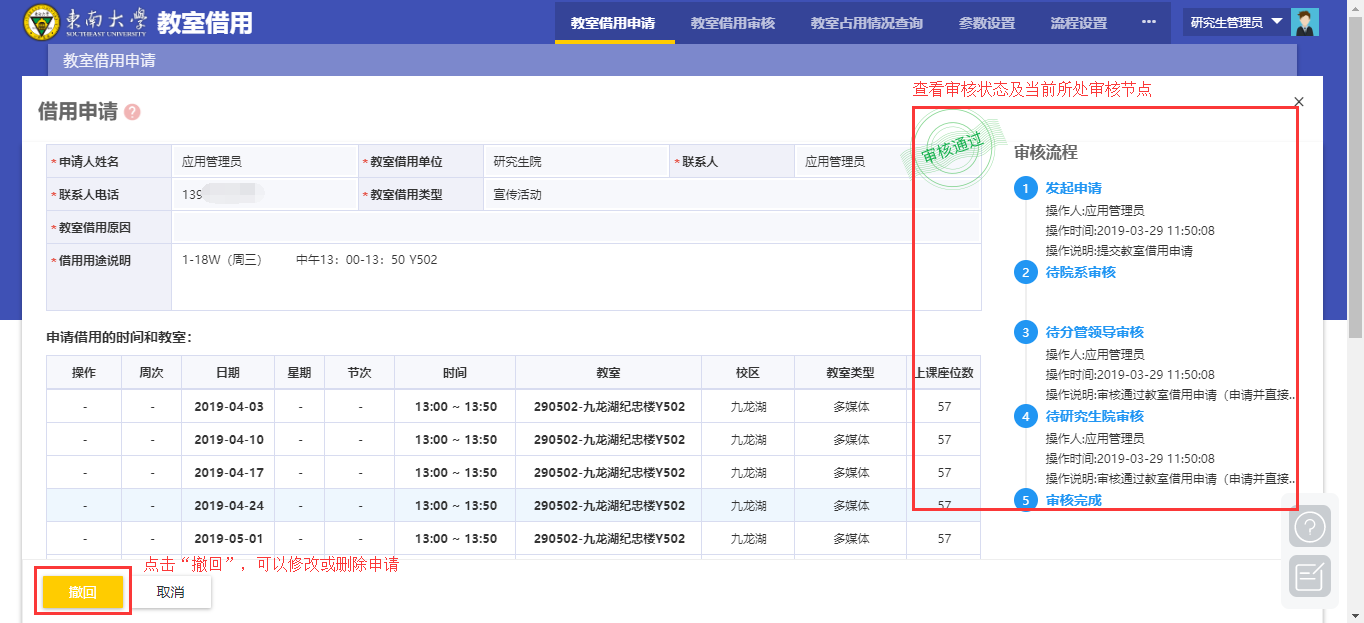 東南大學 教室借用
SOUTHEAST UNIVERSITY
教室借用申请 教室借用审核 教室占用情况查询 参数设置 流程设置 ··· 研究生管理员
教室借用申请
查看审核状态及当前所处审核节点
借用申请 ?
审核通过
审核流程
*申请人姓名 应用管理员 *教室借用单位 研究生院 *联系人 应用管理员
*联系人电话 139 *教室借用类型 宣传活动
*教室借用原因
*借用用途说明 1-18W（周三） 中午13：00-13：50 Y502
1 发起申请
操作人:应用管理员
操作时间:2019-03-29 11:50:08
操作说明:提交教室借用申请
2 待院系审核
3 待分管领导审核
操作人:应用管理员
操作时间:2019-03-29 11:50:08
操作说明:审核通过教室借用申请（申请并直接..
4 待研究生院审核
操作人:应用管理员
操作时间:2019-03-29 11:50:08
操作说明:审核通过教室借用申请（申请并直接..
5 审核完成
申请借用的时间和教室：
操作 周次 日期 星期 节次 时间 教室 校区 教室类型 上课座位数
- - 2019-04-03 - - 13:00 ~ 13:50 290502-九龙湖纪忠楼Y502 九龙湖 多媒体 57
- - 2019-04-10 - - 13:00 ~ 13:50 290502-九龙湖纪忠楼Y502 九龙湖 多媒体 57
- - 2019-04-17 - - 13:00 ~ 13:50 290502-九龙湖纪忠楼Y502 九龙湖 多媒体 57
- - 2019-04-24 - - 13:00 ~ 13:50 290502-九龙湖纪忠楼Y502 九龙湖 多媒体 57
- - 2019-05-01 - - 13:00 ~ 13:50 290502-九龙湖纪忠楼Y502 九龙湖 多媒体 57
点击“撤回”，可以修改或删除申请
撤回 取消